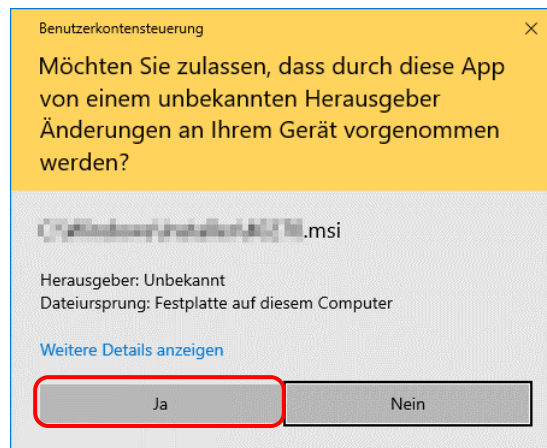 Benutzerkontensteuerung
Möchten Sie zulassen, dass durch diese App
von einem unbekannten Herausgeber
Änderungen an Ihrem Gerät vorgenommen
werden?
.msi
Herausgeber: Unbekannt
Dateiursprung: Festplatte auf diesem Computer
Weitere Details anzeigen
Ja
Nein